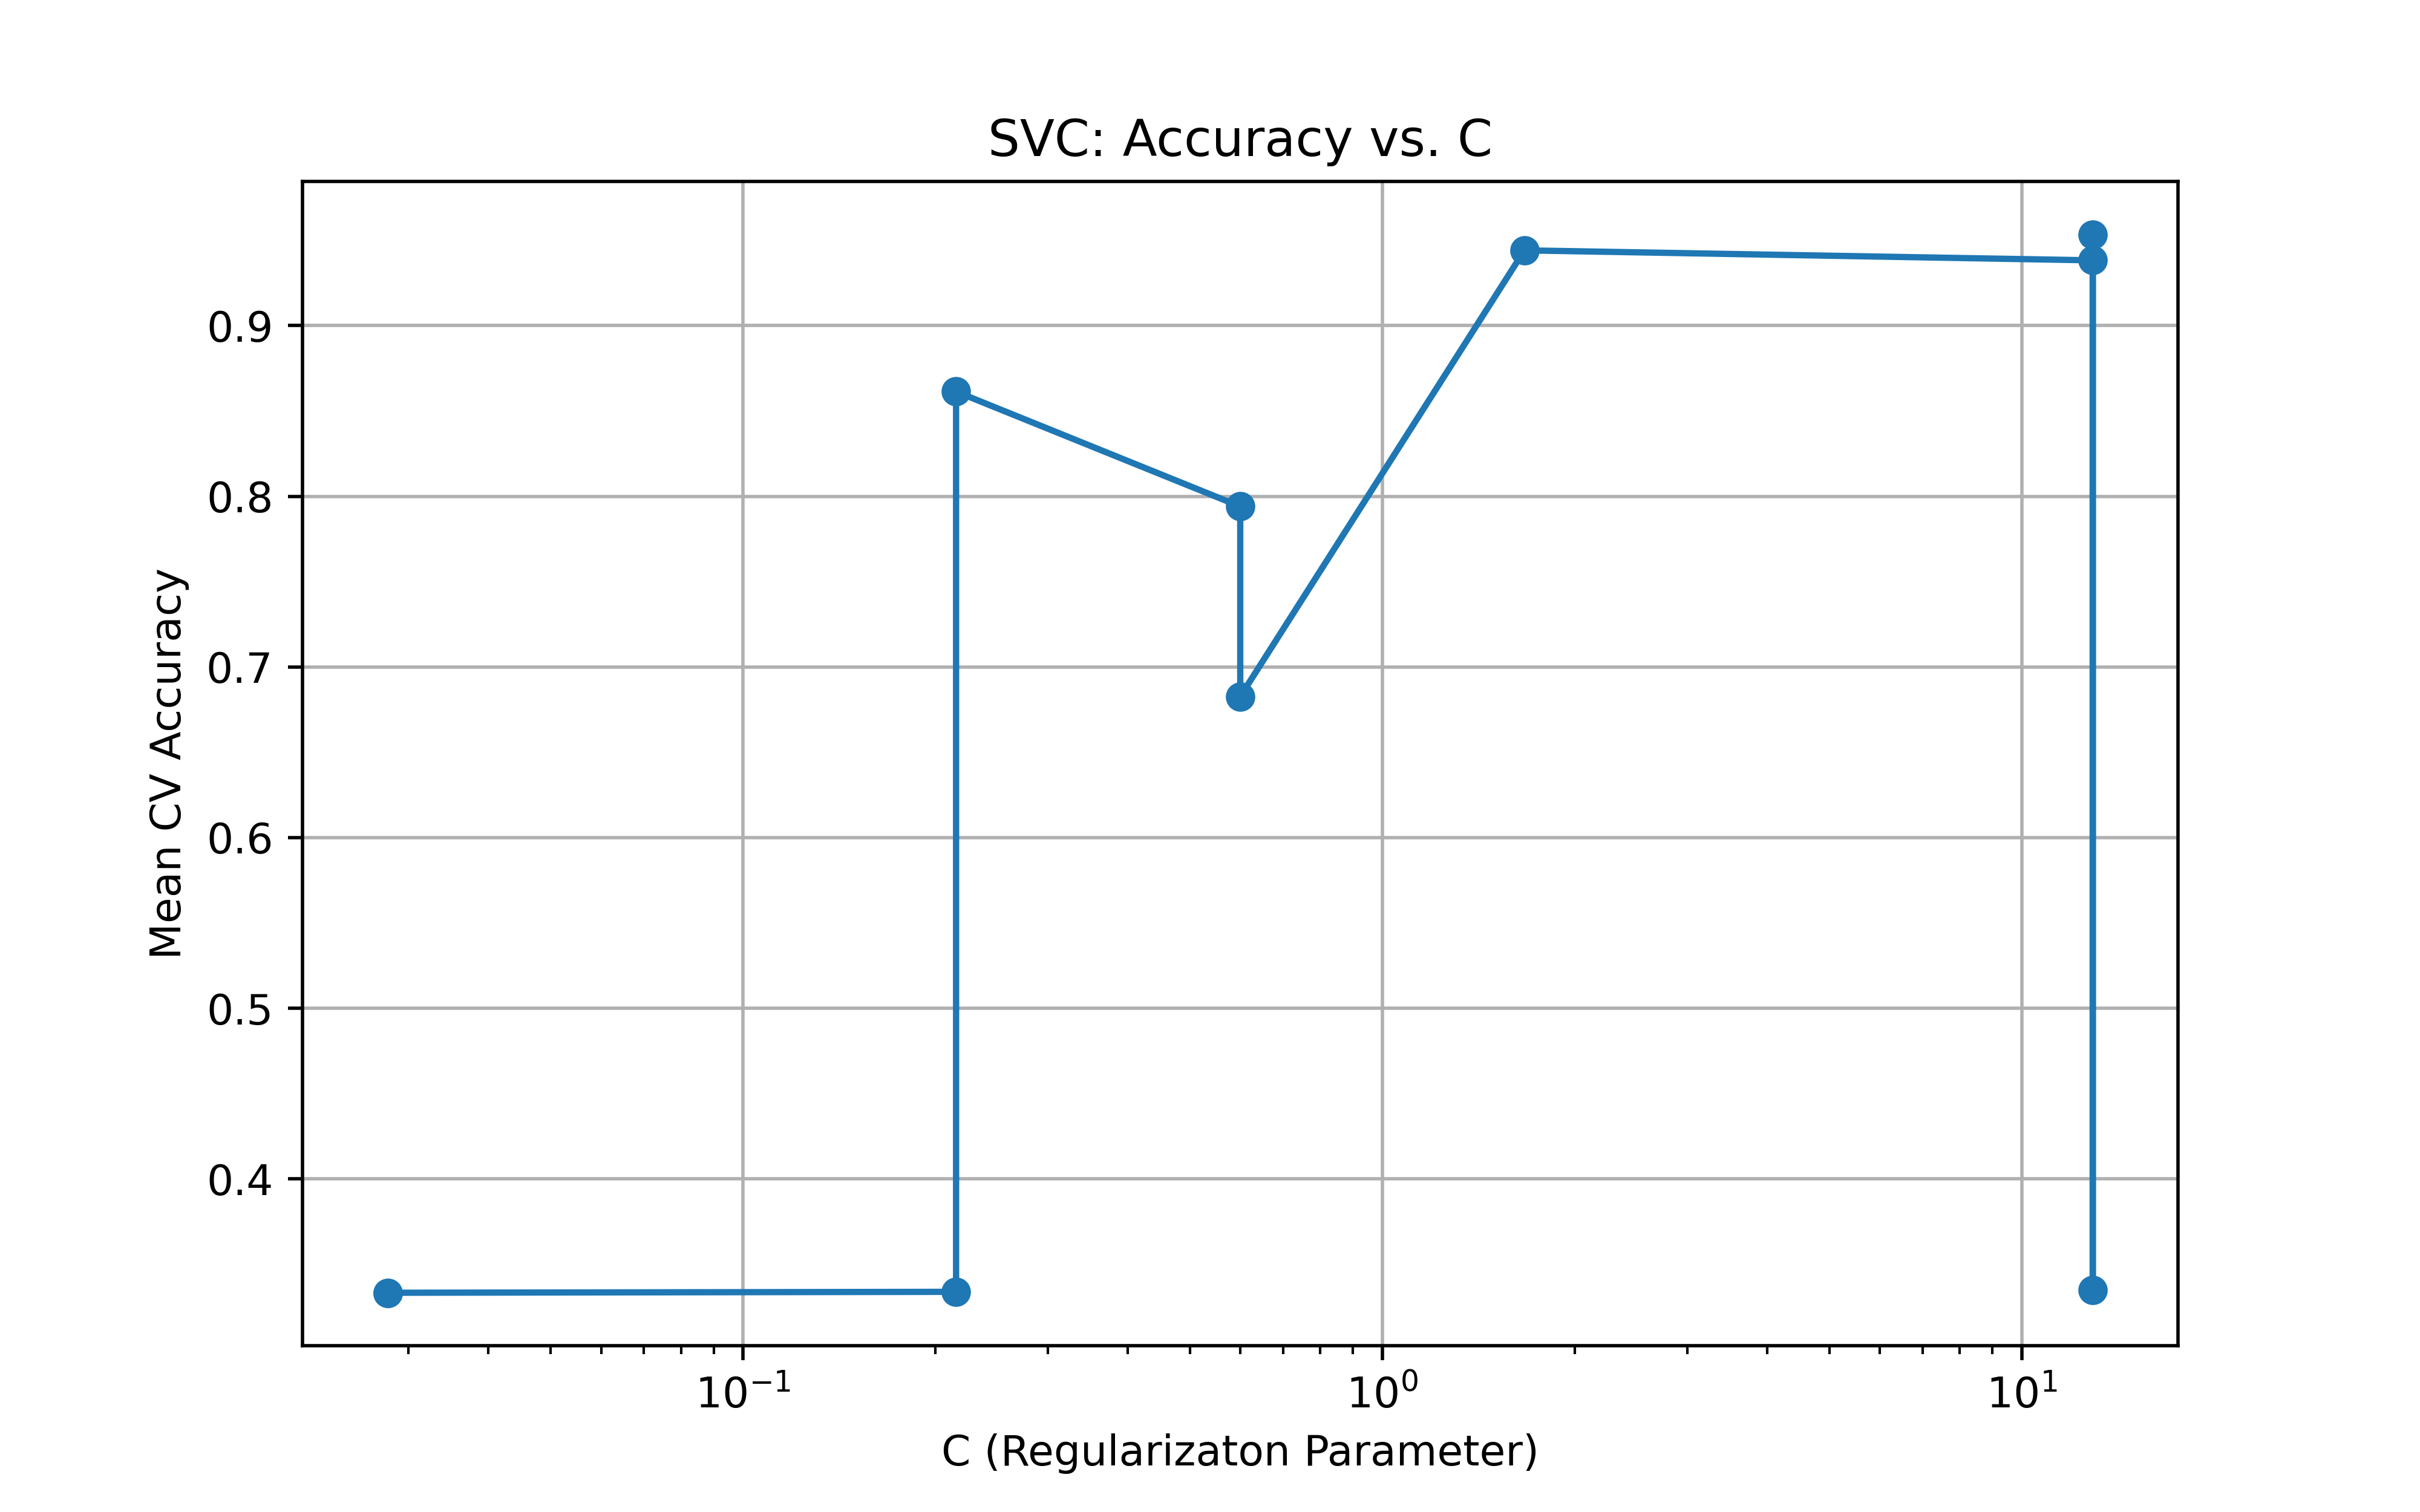 SVC: Accuracy vs. C
Mean CV Accuracy
0.9
0.8
0.7
0.6
0.5
0.4
10⁻¹ 10⁰ 10¹
C (Regularizaton Parameter)